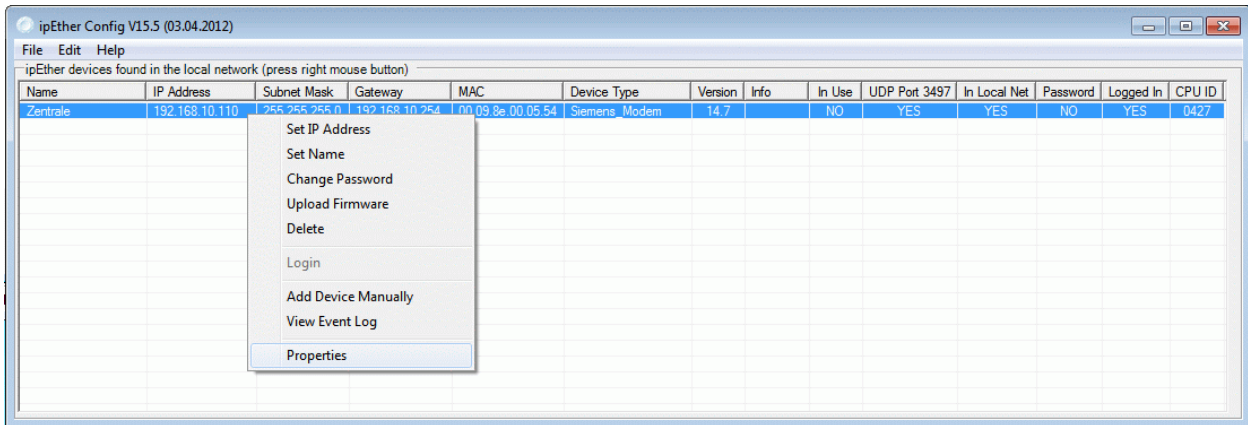 ipEther Config V15.5 (03.04.2012)
File Edit Help
ipEther devices found in the local network (press right mouse button)
Name IP Address Subnet Mask Gateway MAC Device Type Version Info In Use UDP Port 3497 In Local Net Password Logged In CPU ID
Zentrale 192.168.10.110 255.255.255.0 192.168.10.254 00.09.8e.00.05.54 Siemens_Modem 14.7 NO YES YES NO YES 0427
Set IP Address
Set Name
Change Password
Upload Firmware
Delete
Login
Add Device Manually
View Event Log
Properties